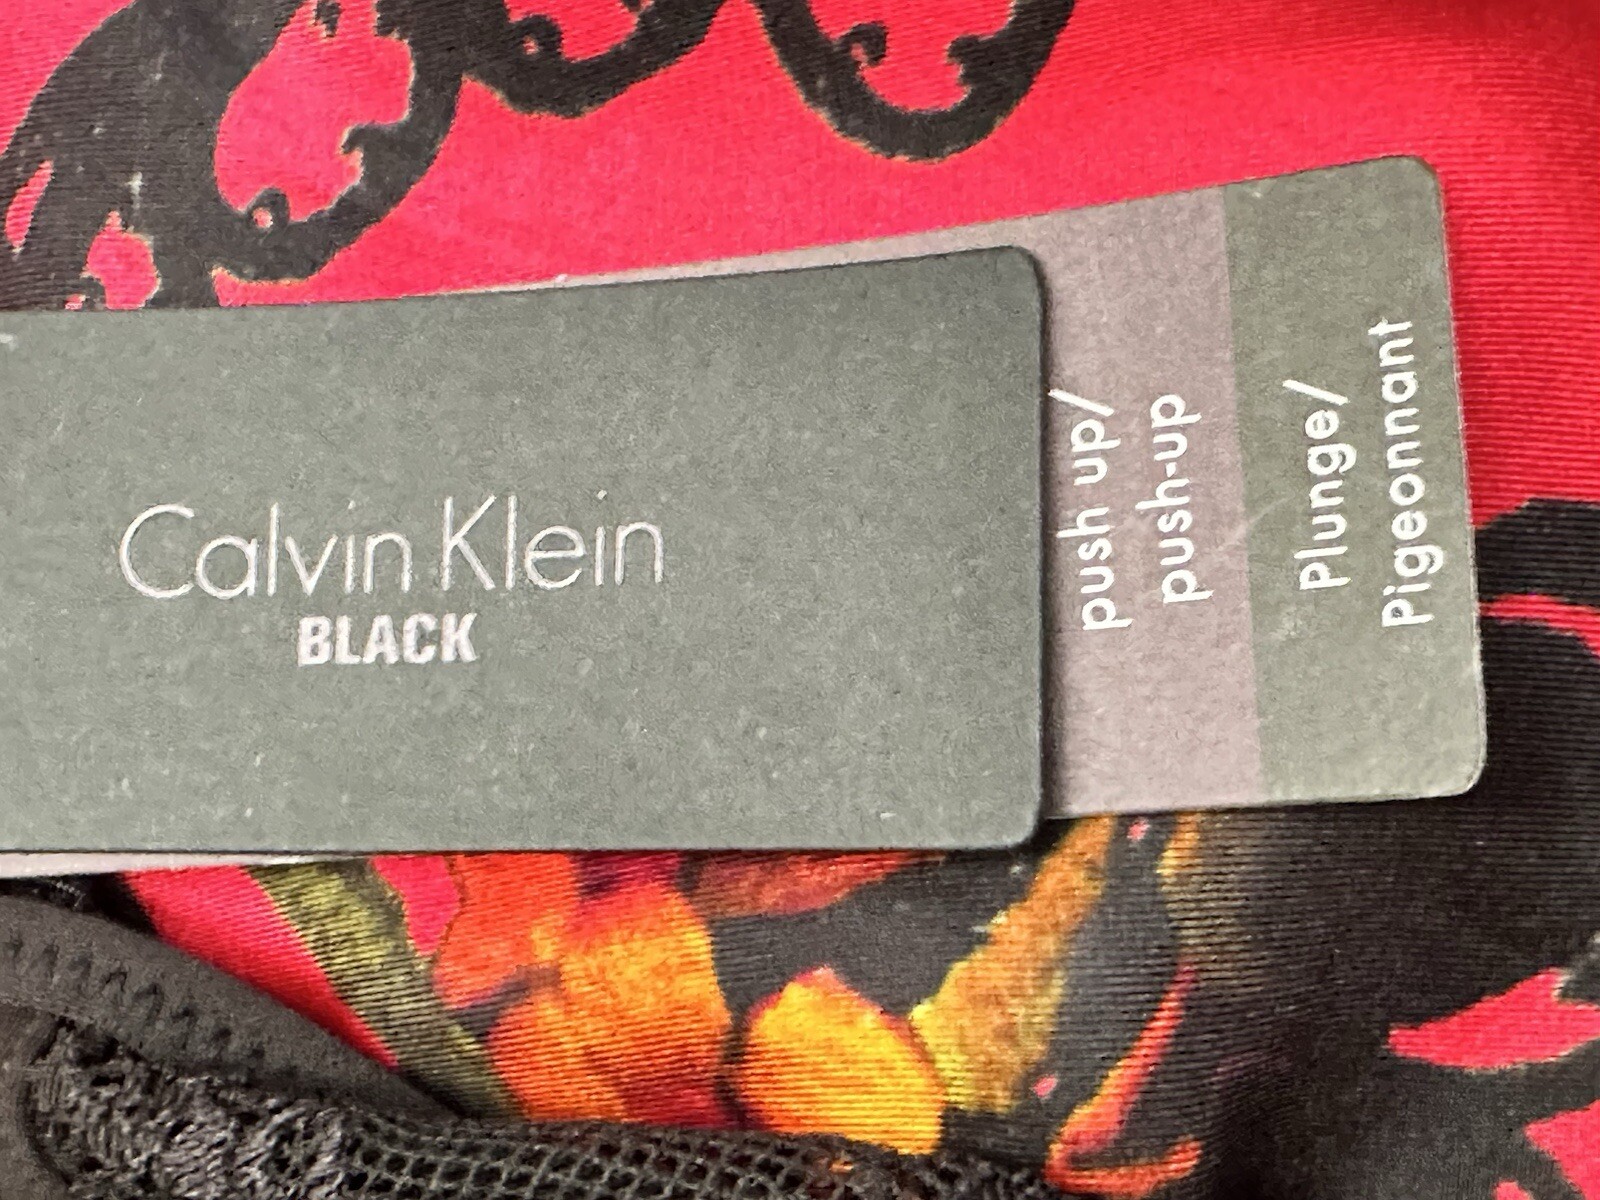 Calvin Klein
BLACK
push up/
push-up
Plunge/
Pigeonnant